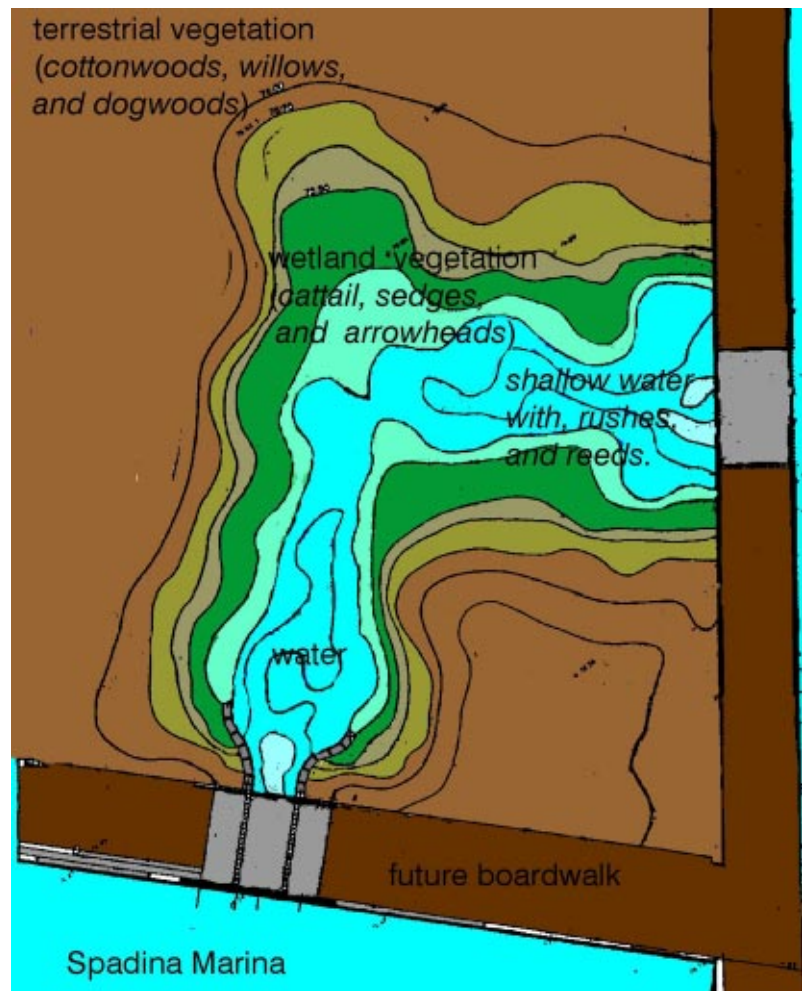 terrestrial vegetation
(cottonwoods, willows,
and dogwoods)
wetland vegetation
(cattail, sedges,
and arrowheads)
shallow water
with, rushes,
and reeds.
water
future boardwalk
Spadina Marina